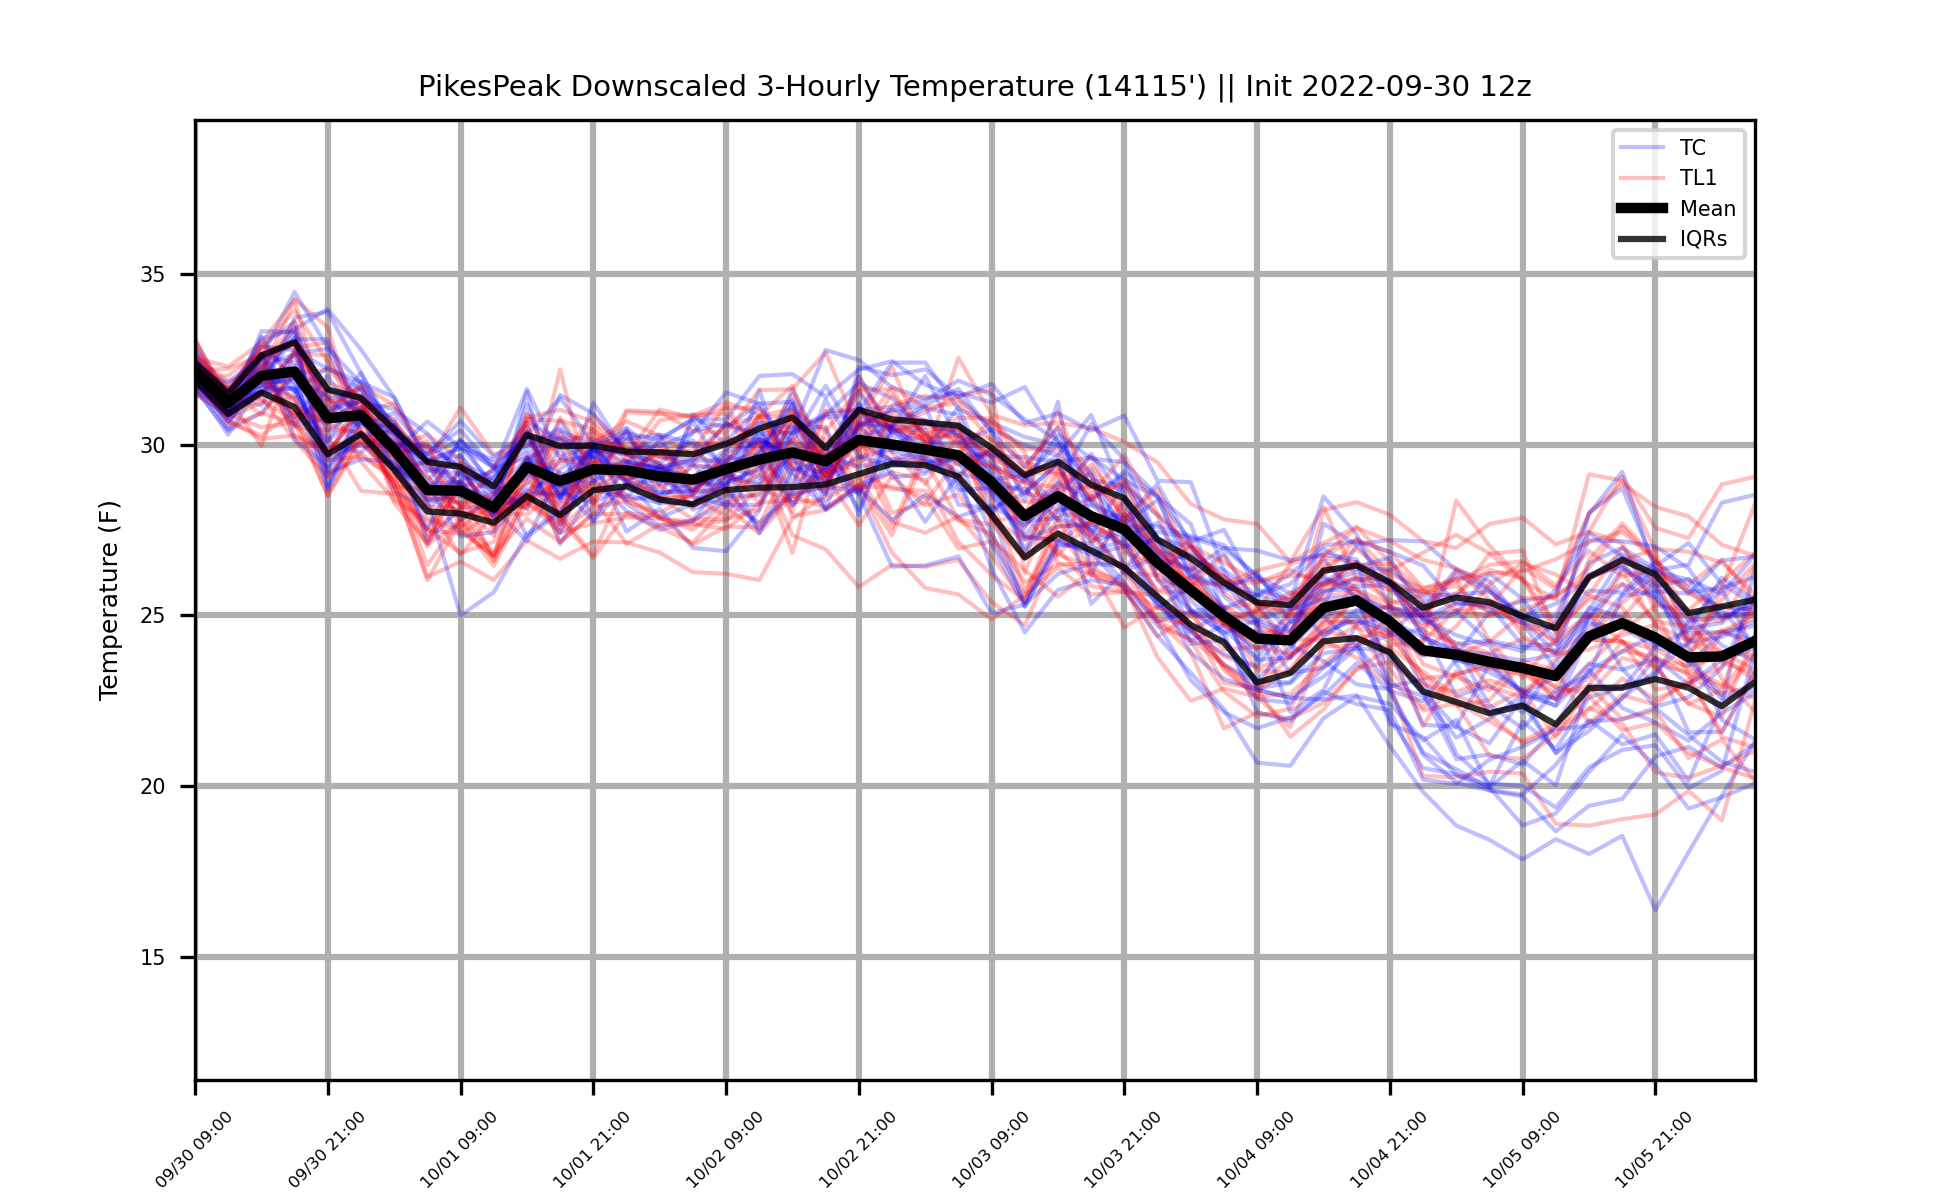 PikesPeak Downscaled 3-Hourly Temperature (14115') || Init 2022-09-30 12z
TC
TL1
Mean
IQRs
Temperature (F)
35
30
25
20
15
09/30 09:00
09/30 21:00
10/01 09:00
10/01 21:00
10/02 09:00
10/02 21:00
10/03 09:00
10/03 21:00
10/04 09:00
10/04 21:00
10/05 09:00
10/05 21:00